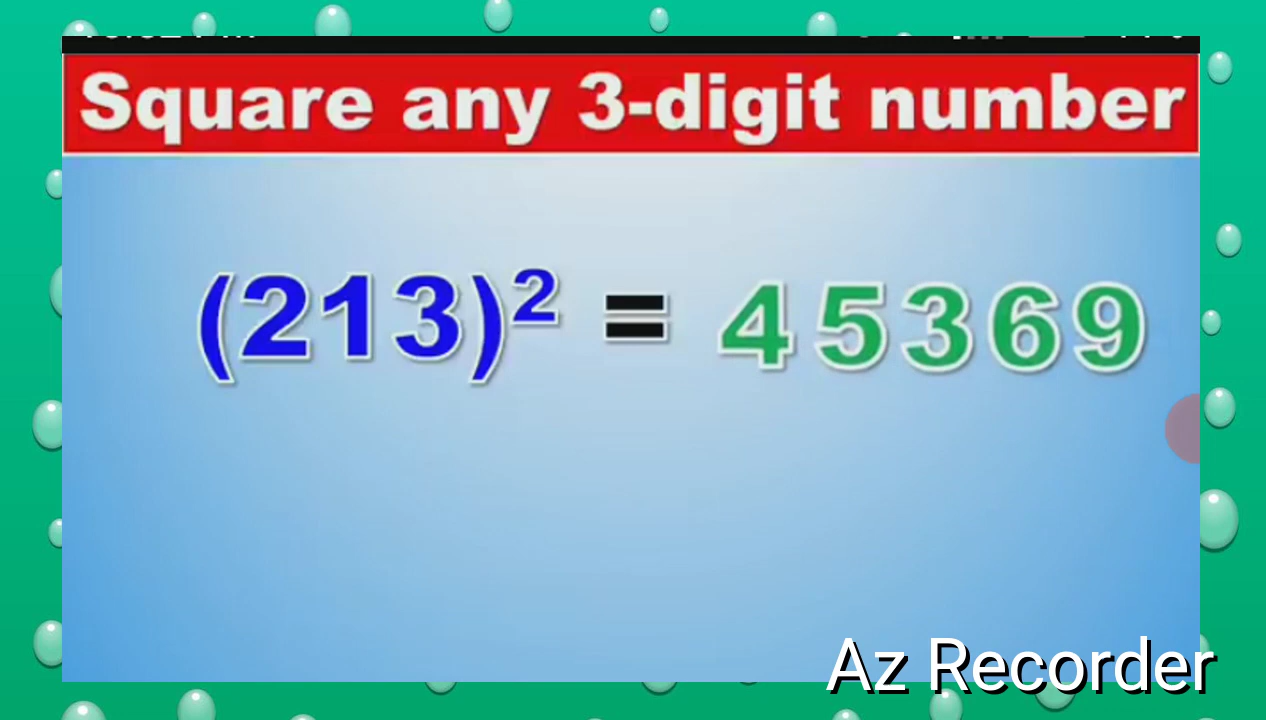 Square any 3-digit number
(213)² = 45369
Az Recorder